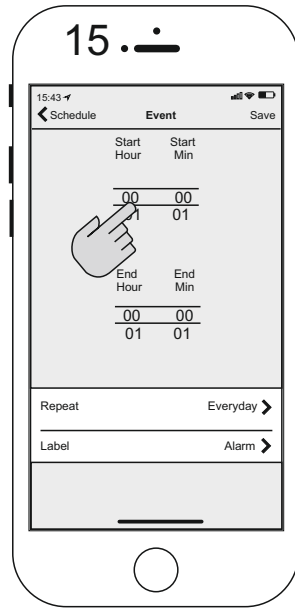 15.
15:43
Schedule Event Save
Start Start
Hour Min
00 00
01 01
End End
Hour Min
00 00
01 01
Repeat Everyday
Label Alarm